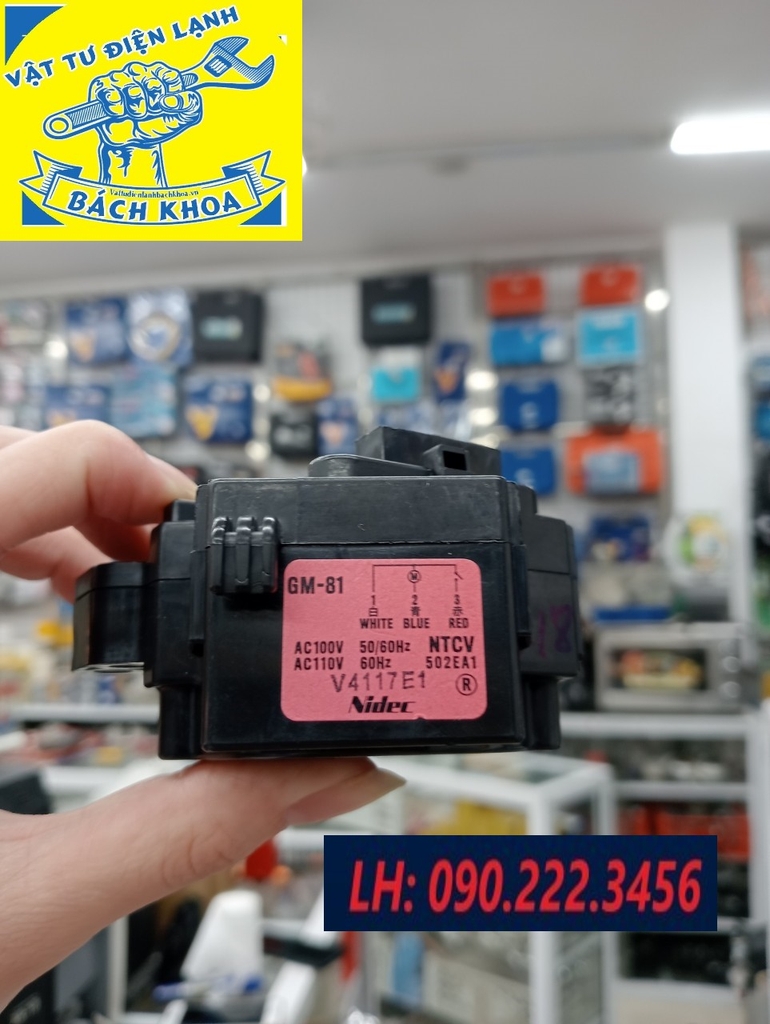 VẬT TƯ ĐIỆN LẠNH
Vattudienlanhbachkhoa.vn
BÁCH KHOA
GM-81
M
1 2 3
白 青 赤
WHITE BLUE RED
AC100V 50/60Hz NTCV
AC110V 60Hz 502EA1
V4117E1 R
Nidec
18
LH: 090.222.3456